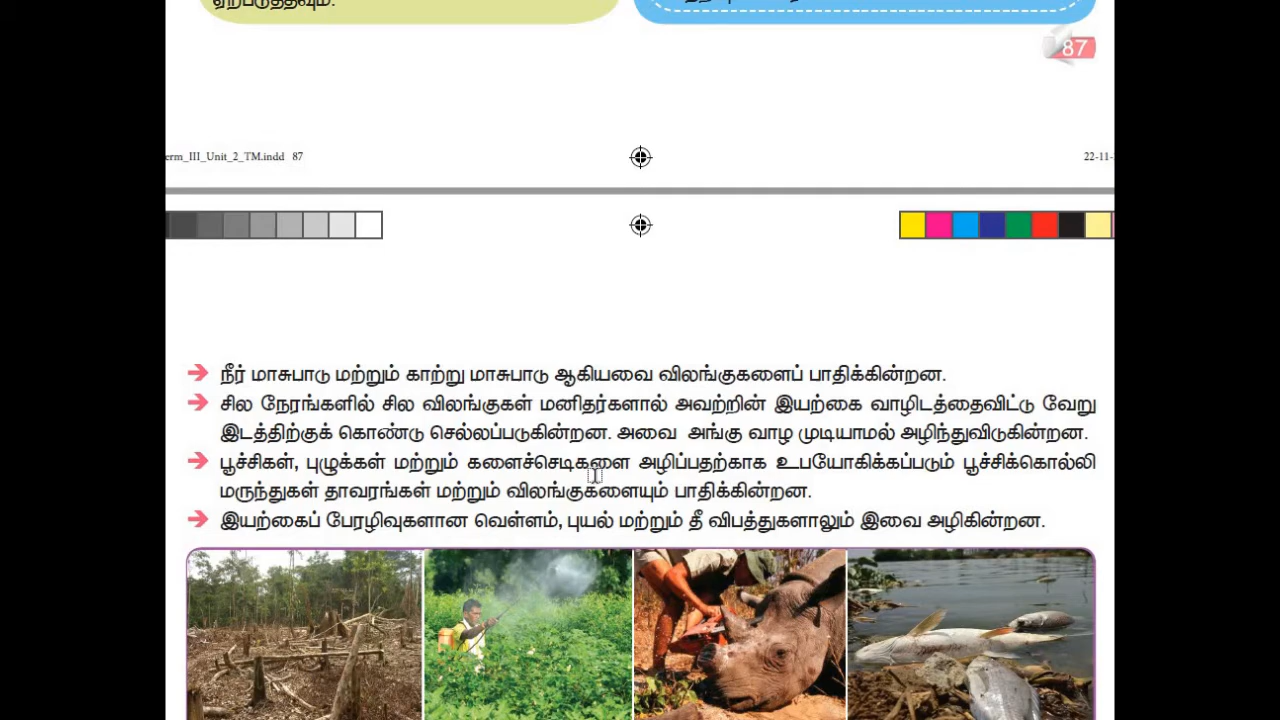 ஏற்படுத்தவும்.
87
erm_III_Unit_2_TM.indd 87
22-11-
நீர் மாசுபாடு மற்றும் காற்று மாசுபாடு ஆகியவை விலங்குகளைப் பாதிக்கின்றன.
சில நேரங்களில் சில விலங்குகள் மனிதர்களால் அவற்றின் இயற்கை வாழிடத்தைவிட்டு வேறு
இடத்திற்குக் கொண்டு செல்லப்படுகின்றன. அவை அங்கு வாழ முடியாமல் அழிந்துவிடுகின்றன.
பூச்சிகள், புழுக்கள் மற்றும் களைச்செடிகளை அழிப்பதற்காக உபயோகிக்கப்படும் பூச்சிக்கொல்லி
மருந்துகள் தாவரங்கள் மற்றும் விலங்குகளையும் பாதிக்கின்றன.
இயற்கைப் பேரழிவுகளான வெள்ளம், புயல் மற்றும் தீ விபத்துகளாலும் இவை அழிகின்றன.